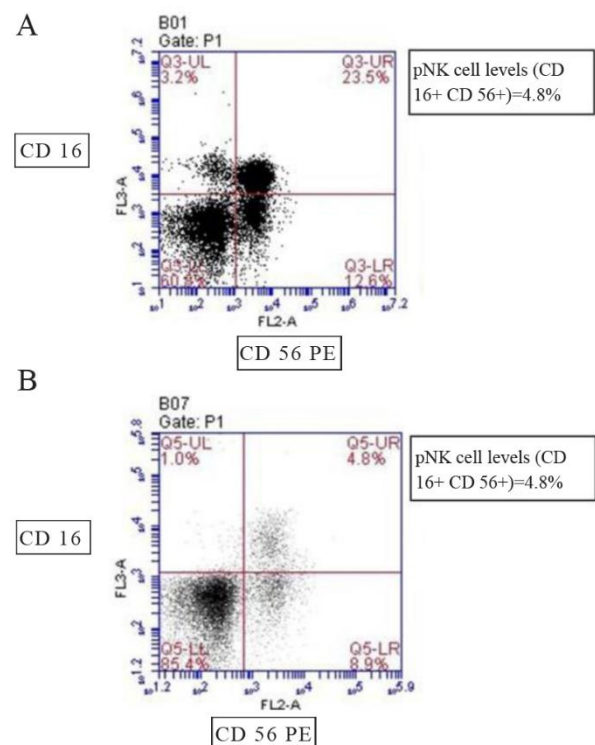 A
B01
Gate: P1
Q3-UL
3.2%
Q3-UR
23.5%
pNK cell levels (CD
16+ CD 56+)=4.8%
CD 16
FL3-A
Q3-LR
12.6%
FL2-A
CD 56 PE
B
B07
Gate: P1
Q5-UL
1.0%
Q5-UR
4.8%
pNK cell levels (CD
16+ CD 56+)=4.8%
CD 16
FL3-A
Q5-LL
85.4%
Q5-LR
8.9%
FL2-A
CD 56 PE